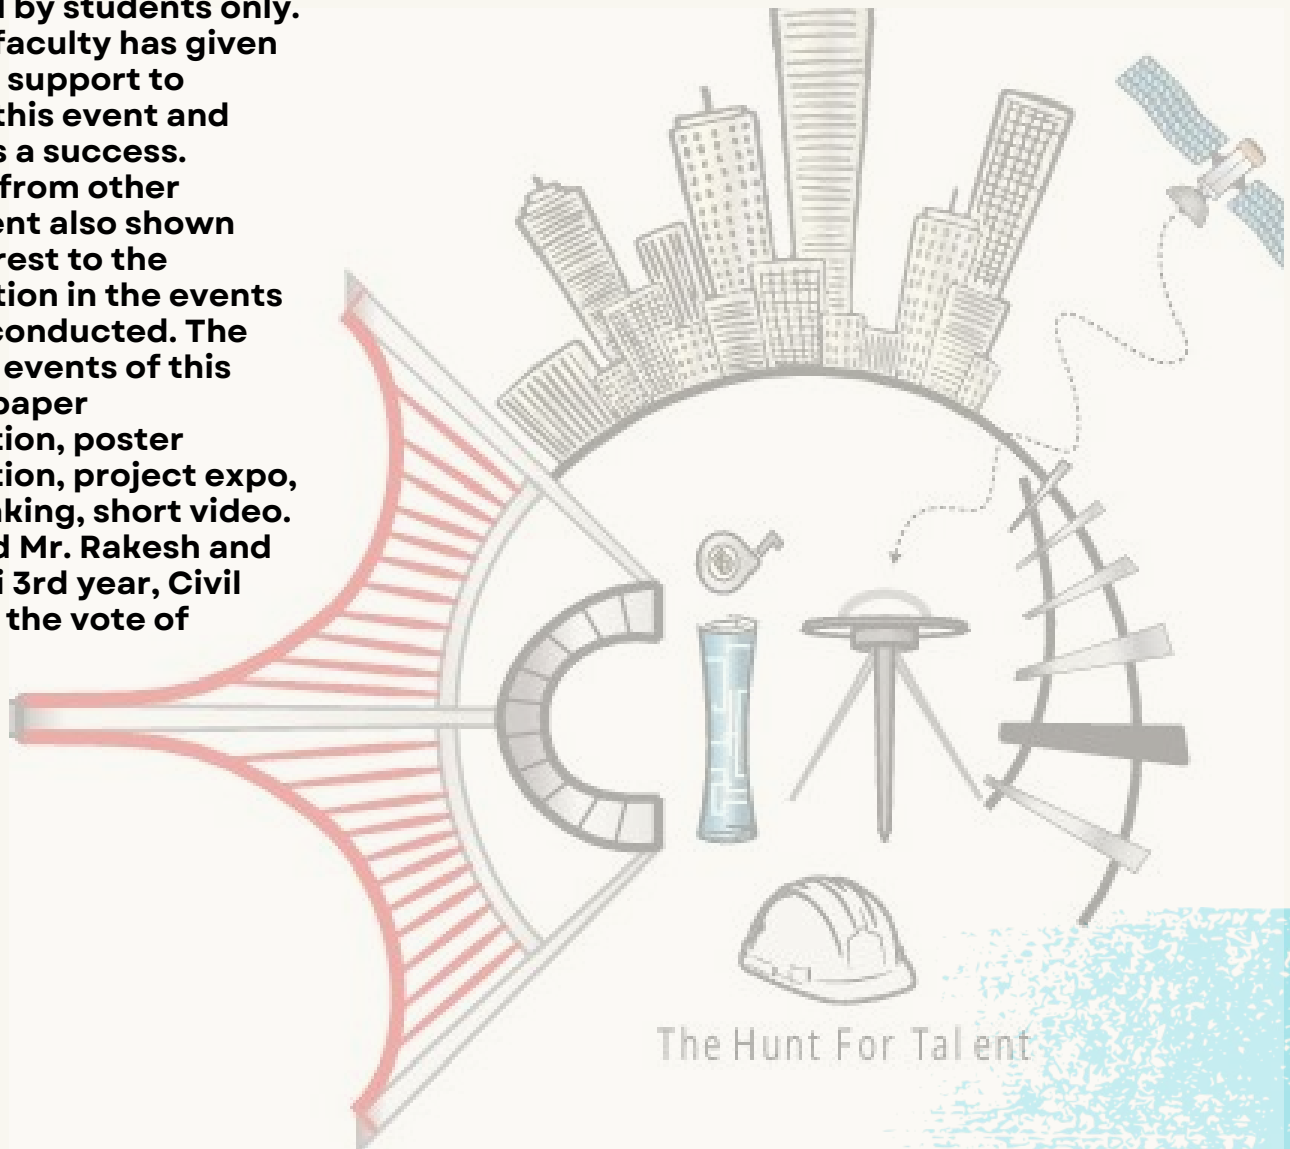 by students only.
faculty has given
support to
this event and
s a success.
from other
ent also shown
rest to the
tion in the events
conducted. The
events of this
paper
tion, poster
tion, project expo,
king, short video.
d Mr. Rakesh and
i 3rd year, Civil
the vote of
CiT
The Hunt For Talent